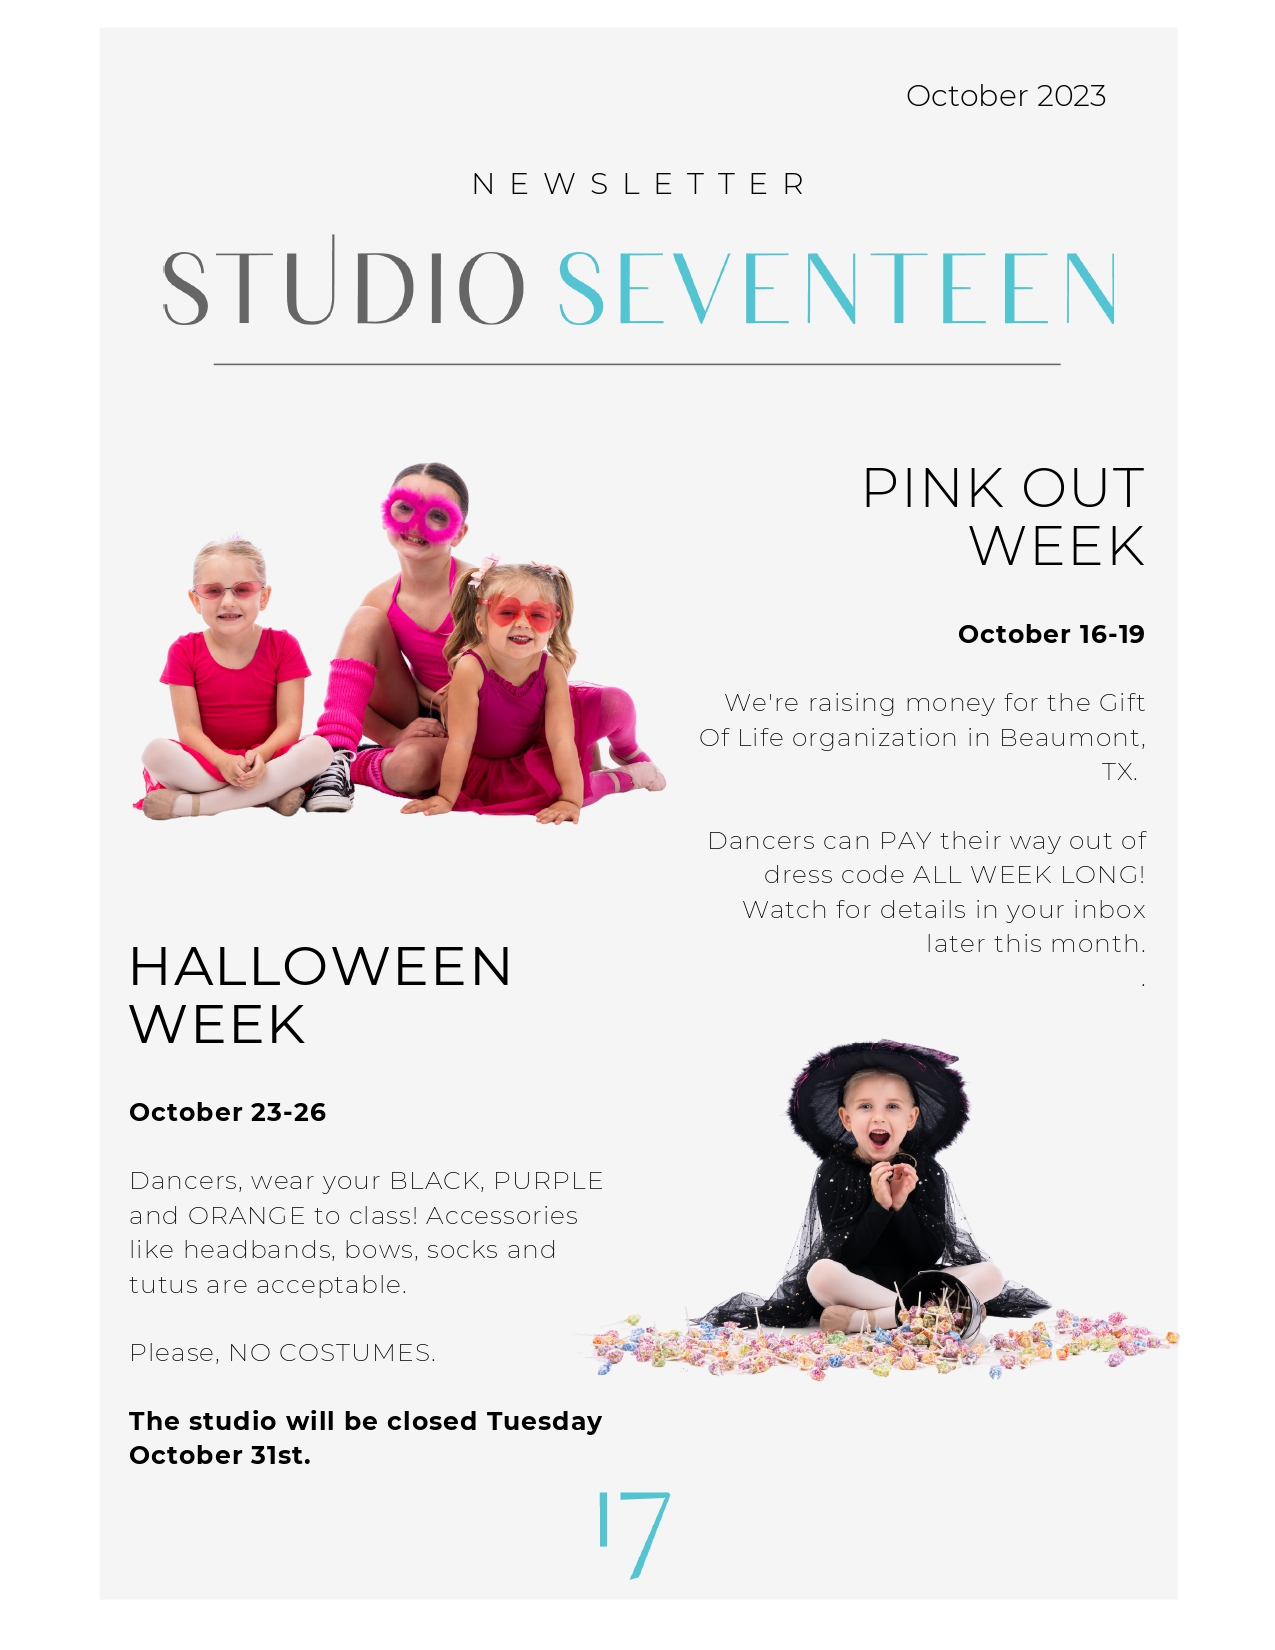 October 2023
NEWSLETTER
STUDIO SEVENTEEN
PINK OUT
WEEK
October 16-19
We're raising money for the Gift
Of Life organization in Beaumont,
TX.
Dancers can PAY their way out of
dress code ALL WEEK LONG!
Watch for details in your inbox
later this month.
.
HALLOWEEN
WEEK
October 23-26
Dancers, wear your BLACK, PURPLE
and ORANGE to class! Accessories
like headbands, bows, socks and
tutus are acceptable.
Please, NO COSTUMES.
The studio will be closed Tuesday
October 31st.
17